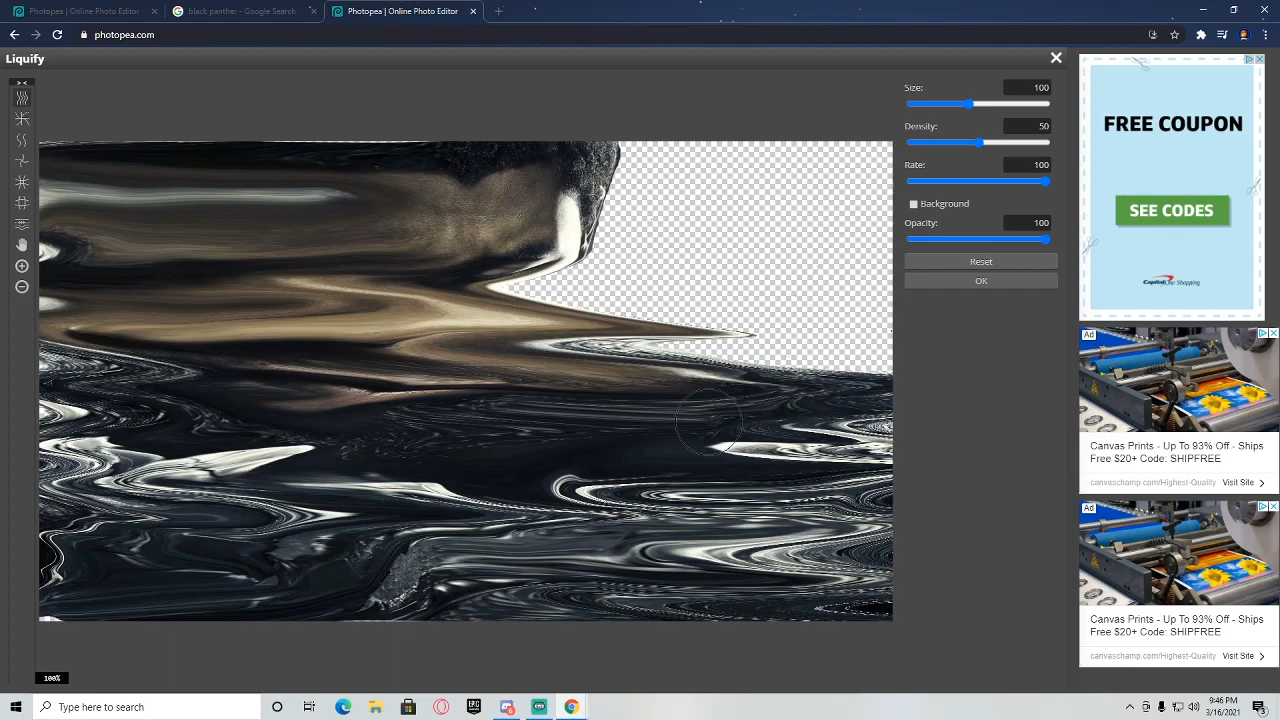 Photopea | Online Photo Editor
black panther - Google Search
Photopea | Online Photo Editor
photopea.com
Liquify
Size: 100
Density: 50
Rate: 100
Background
Opacity: 100
Reset
OK
100%
FREE COUPON
SEE CODES
Capital One Shopping
Ad
Canvas Prints - Up To 93% Off - Ships
Free $20+ Code: SHIPFREE
canvaschamp.com/Highest-Quality Visit Site
Ad
Canvas Prints - Up To 93% Off - Ships
Free $20+ Code: SHIPFREE
canvaschamp.com/Highest-Quality Visit Site
Type here to search
EPIC
9:46 PM
3/16/2021